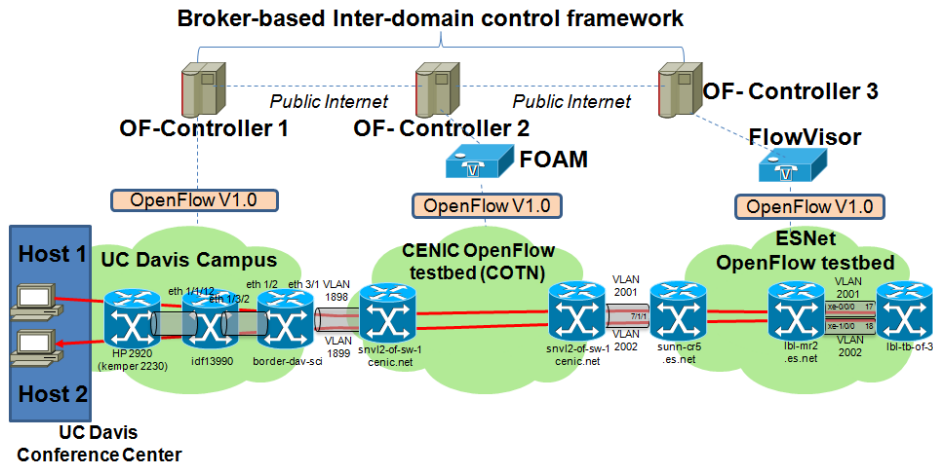 Broker-based Inter-domain control framework
Public Internet
Public Internet
OF-Controller 1
OF- Controller 2
OF- Controller 3
FOAM
FlowVisor
OpenFlow V1.0
OpenFlow V1.0
OpenFlow V1.0
Host 1
Host 2
UC Davis
Conference Center
UC Davis Campus
eth 1/1/12
eth 1/3/2
eth 1/2
eth 3/1
VLAN
1898
VLAN
1899
HP 2920
(kemper 2230)
idf13990
border-dav-sci
CENIC OpenFlow
testbed (COTN)
snvl2-of-sw-1
cenic.net
snvl2-of-sw-1
cenic.net
VLAN
2001
7/1/1
VLAN
2002
ESNet
OpenFlow testbed
sunn-cr5
.es.net
lbl-mr2
.es.net
VLAN
2001
xe-0/0/0 17
xe-1/0/0 18
VLAN
2002
lbl-tb-of-3